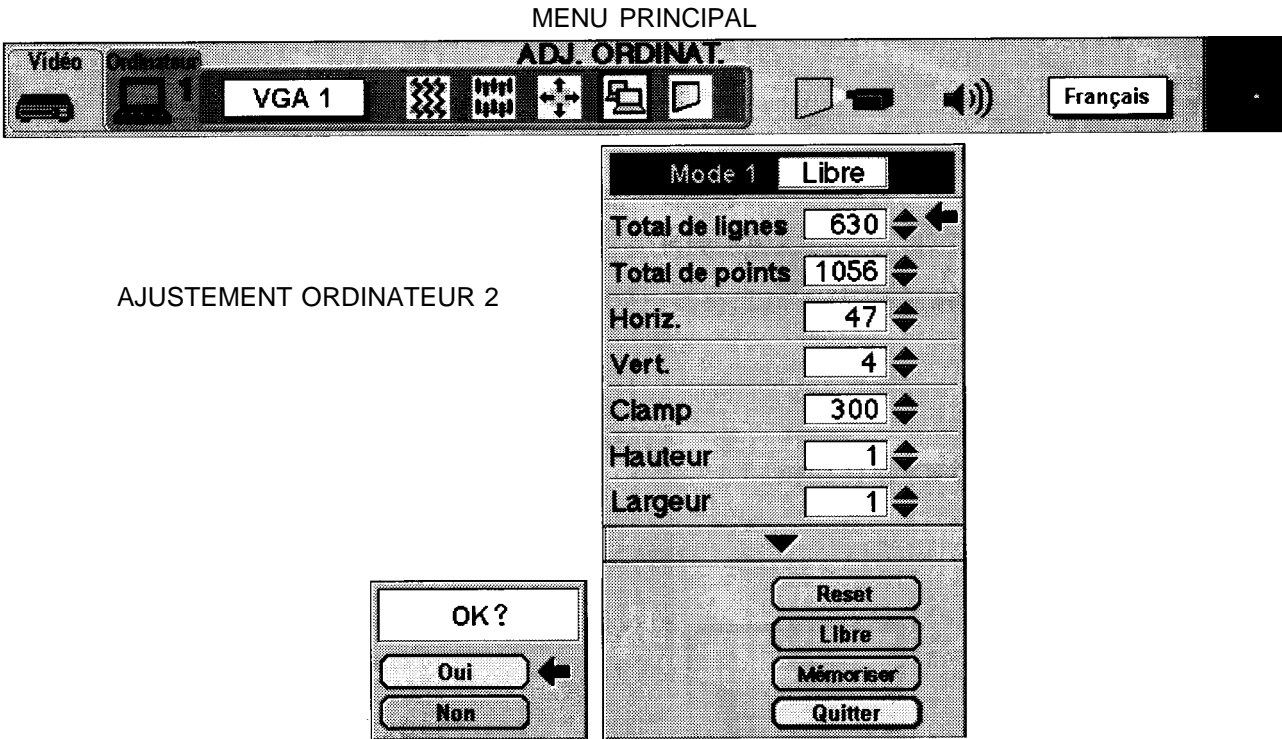 MENU PRINCIPAL
ADJ. ORDINAT.
Vidéo
Ordinateur
1
VGA 1
Français
Mode 1 Libre
Total de lignes 630
Total de points 1056
Horiz. 47
Vert. 4
Clamp 300
Hauteur 1
Largeur 1
AJUSTEMENT ORDINATEUR 2
Reset
Libre
Mémoriser
Quitter
OK?
Oui
Non